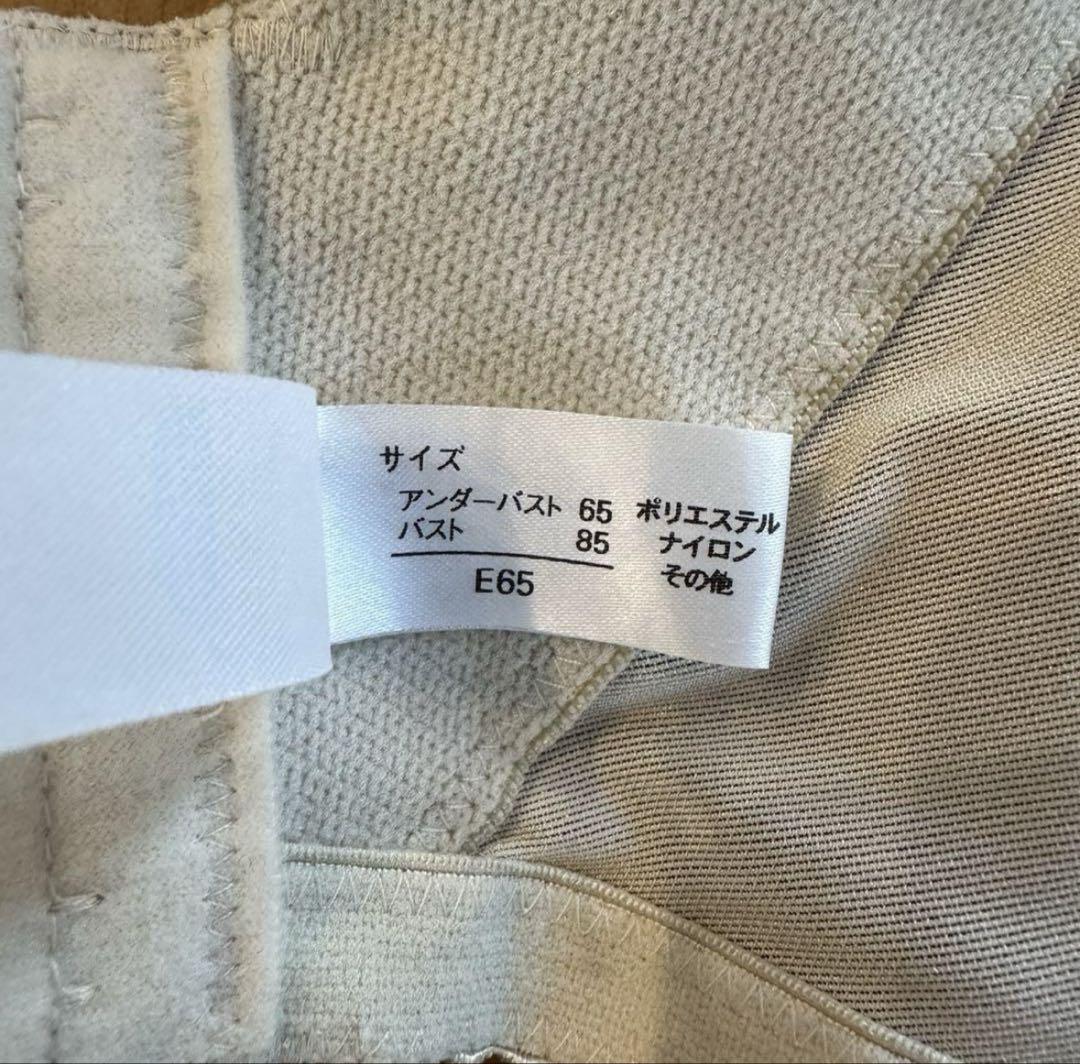 サイズ
アンダーバスト 65
バスト 85
E65
ポリエステル
ナイロン
その他